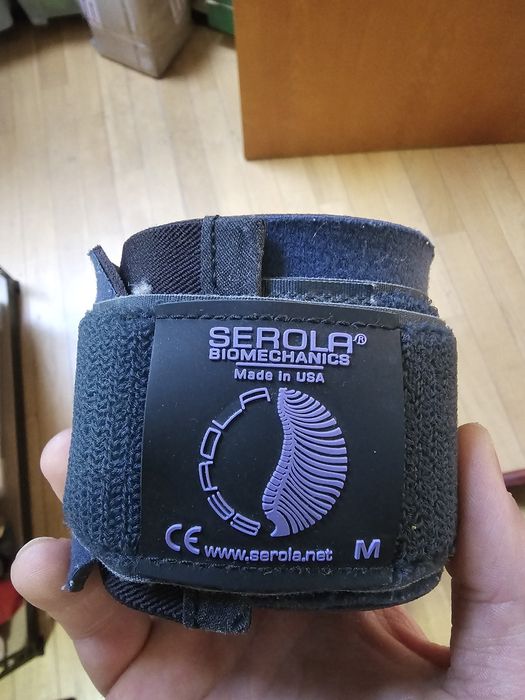 SEROLA®
BIOMECHANICS
Made in USA
SEROLA
CE www.serola.net M